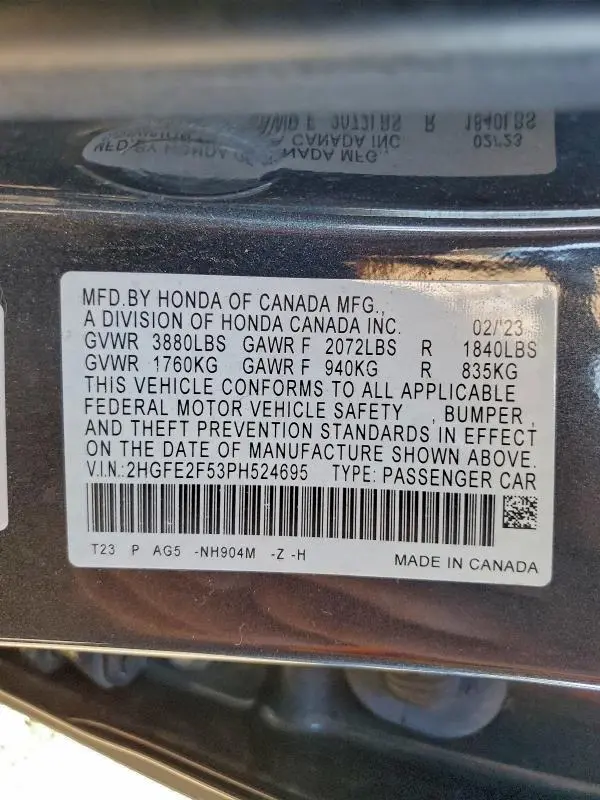 MFD.BY HONDA OF CANADA MFG.,
A DIVISION OF HONDA CANADA INC. 02/'23
GVWR 3880LBS GAWR F 2072LBS R 1840LBS
GVWR 1760KG GAWR F 940KG R 835KG
THIS VEHICLE CONFORMS TO ALL APPLICABLE
FEDERAL MOTOR VEHICLE SAFETY , BUMPER ,
AND THEFT PREVENTION STANDARDS IN EFFECT
ON THE DATE OF MANUFACTURE SHOWN ABOVE.
V.I.N.:2HGFE2F53PH524695 TYPE: PASSENGER CAR
T23 P AG5 -NH904M -Z -H
MADE IN CANADA